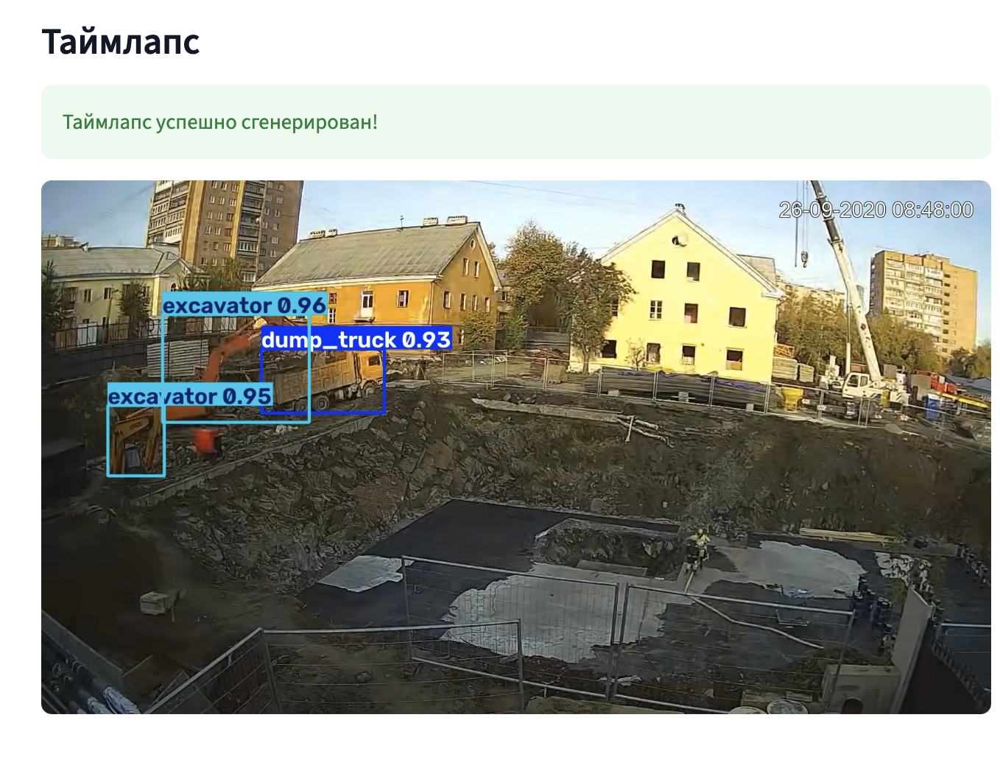 Таймлапс
Таймлапс успешно сгенерирован!
26-09-2020 08:48:00
excavator 0.96
dump_truck 0.93
excavator 0.95